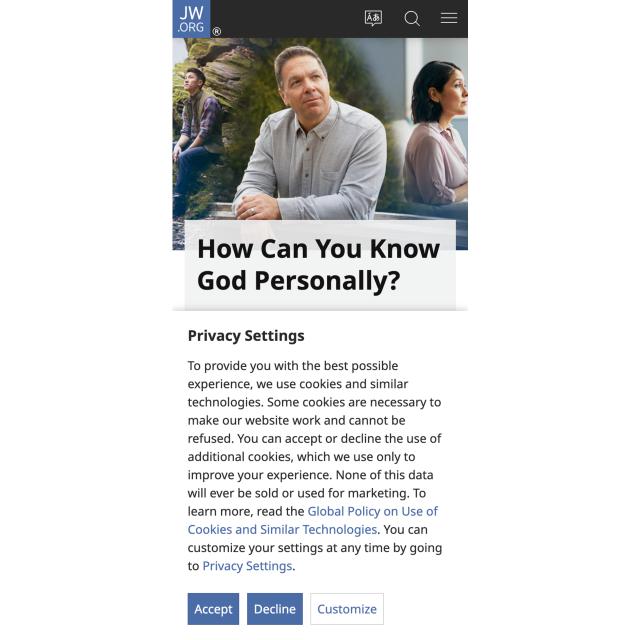 JW
.ORG
®
How Can You Know
God Personally?
Privacy Settings
To provide you with the best possible
experience, we use cookies and similar
technologies. Some cookies are necessary to
make our website work and cannot be
refused. You can accept or decline the use of
additional cookies, which we use only to
improve your experience. None of this data
will ever be sold or used for marketing. To
learn more, read the Global Policy on Use of
Cookies and Similar Technologies. You can
customize your settings at any time by going
to Privacy Settings.
Accept Decline Customize